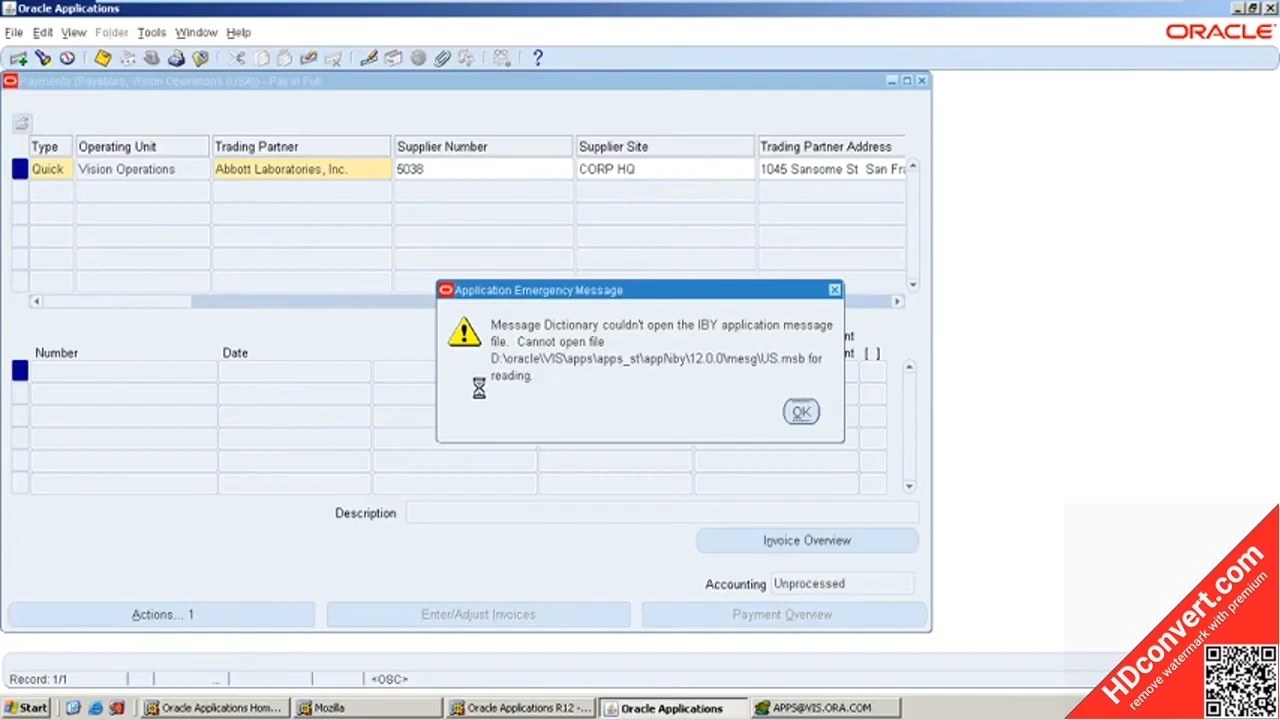 Oracle Applications
File Edit View Folder Tools Window Help
ORACLE
Payments (Payables, Vision Operations (USA)) - Pay in Full
Type Operating Unit Trading Partner Supplier Number Supplier Site Trading Partner Address
Quick Vision Operations Abbott Laboratories, Inc. 5038 CORP HQ 1045 Sansome St San Fra
Application Emergency Message
Message Dictionary couldn't open the IBY application message
file. Cannot open file
D:\oracle\VIS\apps\apps_st\appl\iby\12.0.0\mesg\US.msb for
reading.
OK
nt
Number Date nt [ ]
Description
Invoice Overview
Accounting Unprocessed
Actions... 1 Enter/Adjust Invoices Payment Overview
Record: 1/1 ... <OSC>
Start Oracle Applications Hom... Mozilla Oracle Applications R12 -... Oracle Applications APPS@VIS.ORA.COM
HDconvert.com
remove watermark with premium